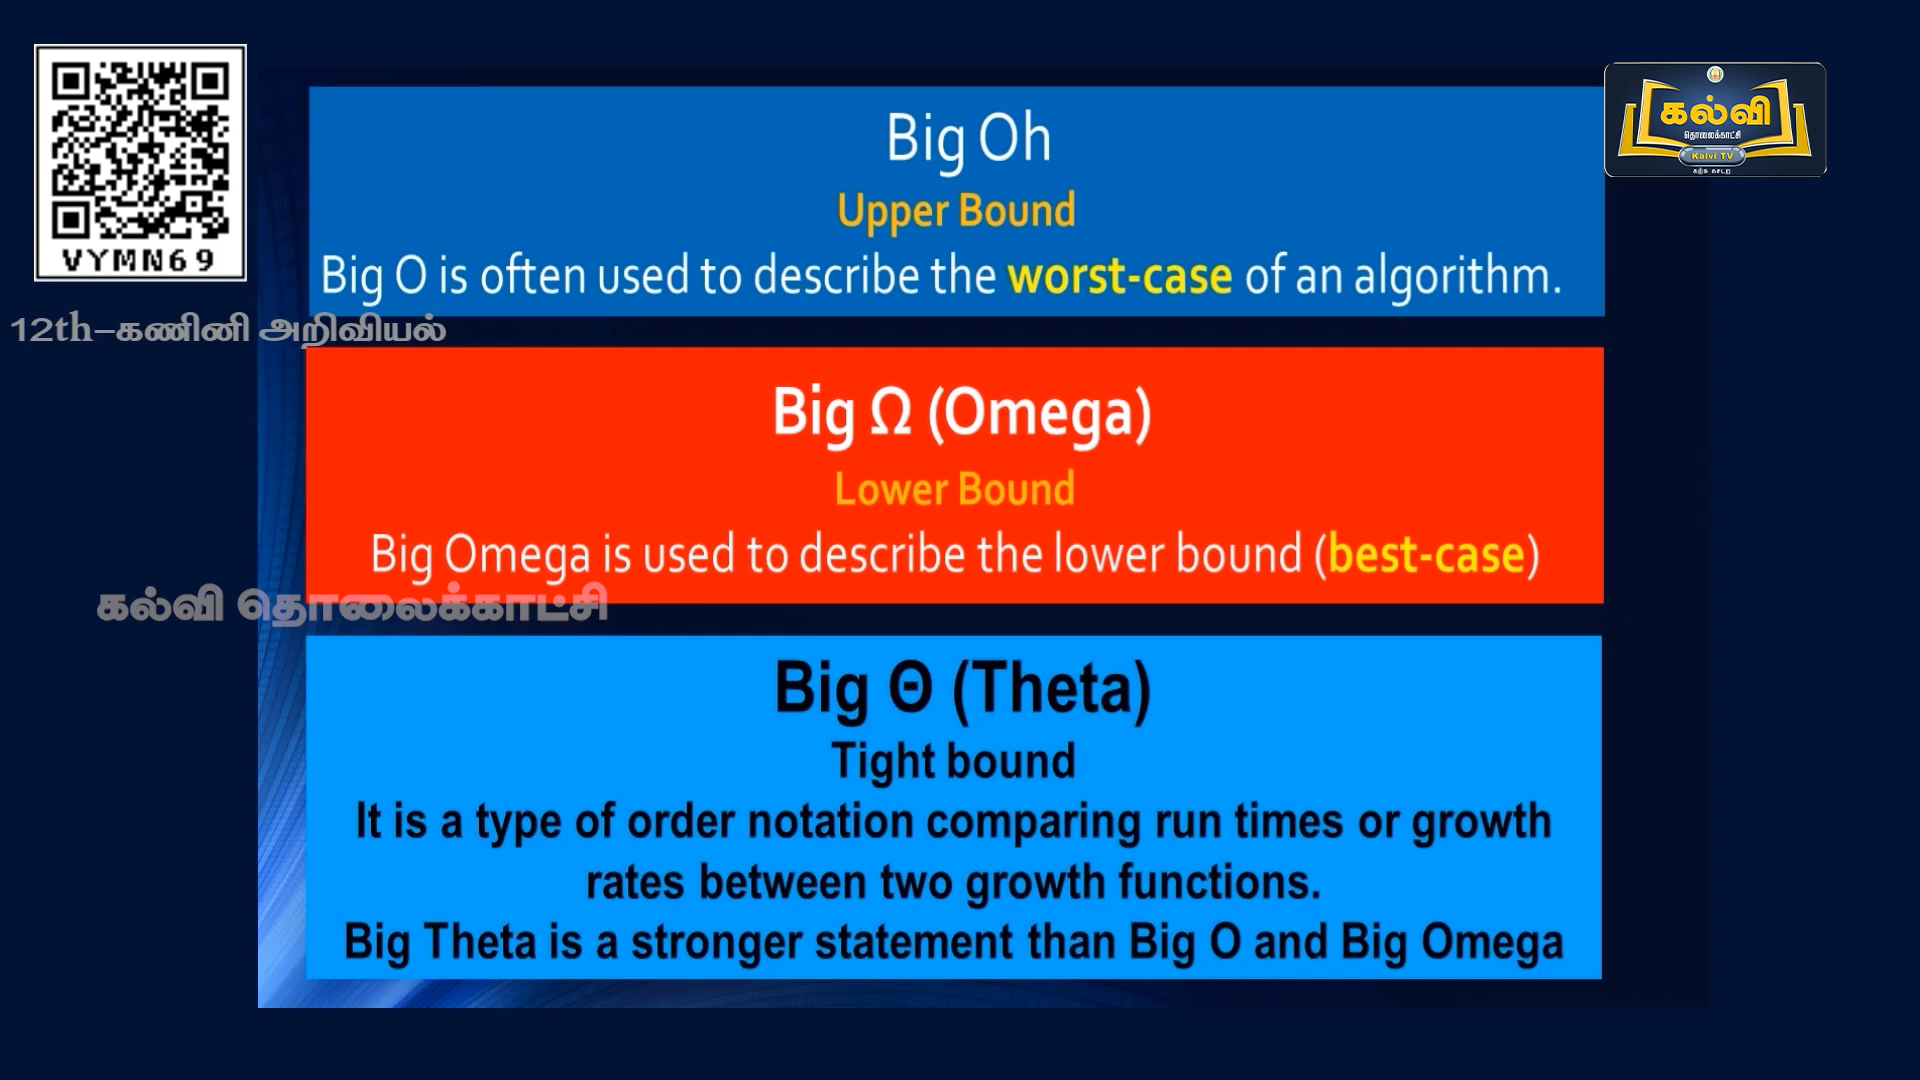 VYMN69
கல்வி
தொலைக்காட்சி
Kalvi TV
கற்க கசடற
Big Oh
Upper Bound
Big O is often used to describe the worst-case of an algorithm.
12th-கணினி அறிவியல்
Big Ω (Omega)
Lower Bound
Big Omega is used to describe the lower bound (best-case)
கல்வி தொலைக்காட்சி
Big Θ (Theta)
Tight bound
It is a type of order notation comparing run times or growth
rates between two growth functions.
Big Theta is a stronger statement than Big O and Big Omega